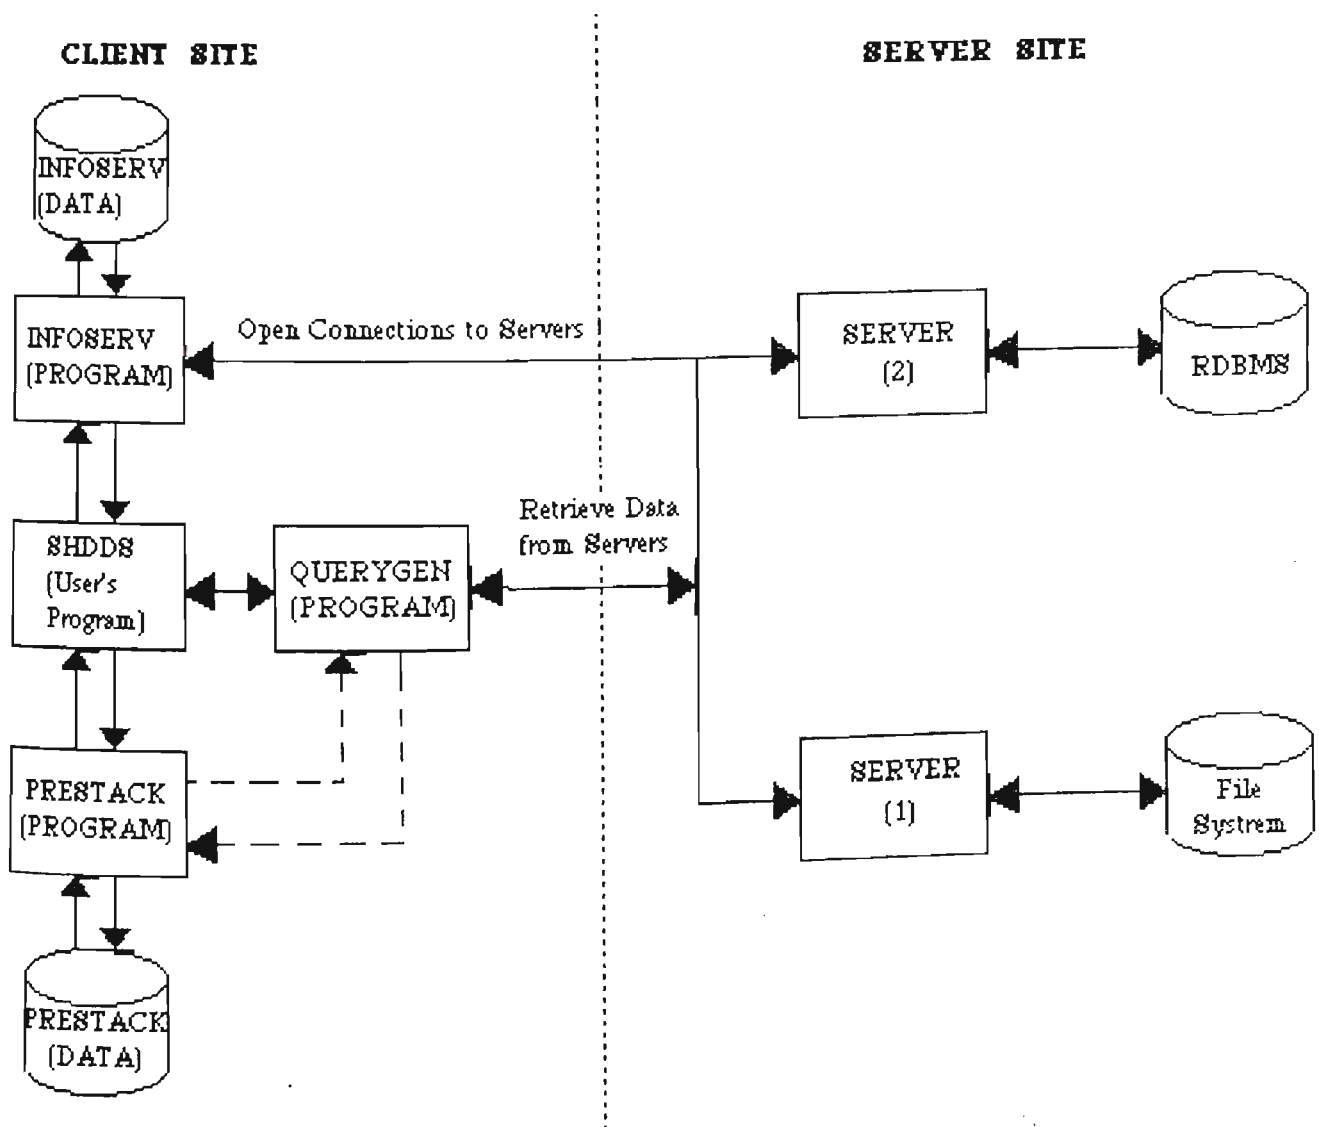 CLIENT SITE
SERVER SITE
INFOSERV
(DATA)
INFOSERV
(PROGRAM)
Open Connections to Servers
SERVER
(2)
RDBMS
Retrieve Data
from Servers
SHDDS
(User's
Program)
QUERYGEN
(PROGRAM)
PRESTACK
(PROGRAM)
SERVER
(1)
File
Systrem
PRESTACK
(DATA)